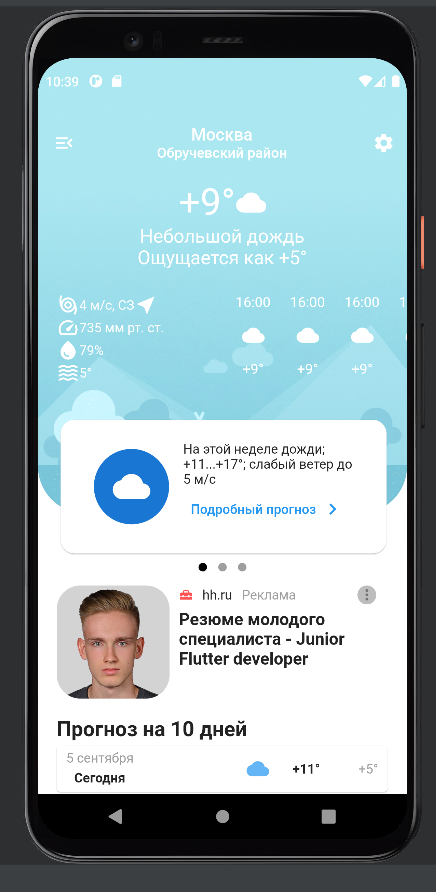 10:39
Москва
Обручевский район
+9°
Небольшой дождь
Ощущается как +5°
4 м/с, СЗ
735 мм рт. ст.
79%
5°
16:00 16:00 16:00 1
+9° +9° +9°
На этой неделе дожди;
+11...+17°; слабый ветер до
5 м/с
Подробный прогноз
hh.ru Реклама
Резюме молодого
специалиста - Junior
Flutter developer
Прогноз на 10 дней
5 сентября
Сегодня
+11° +5°